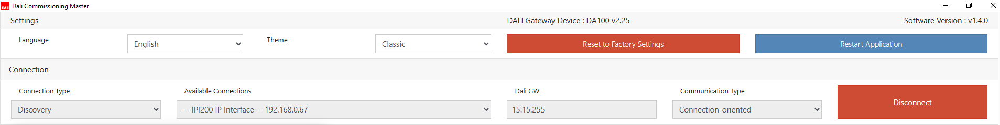 EAE Dali Commissioning Master
Settings DALI Gateway Device : DA100 v2.25 Software Version : v1.4.0
Language English Theme Classic Reset to Factory Settings Restart Application
Connection
Connection Type Available Connections Dali GW Communication Type
Discovery -- IPI200 IP Interface -- 192.168.0.67 15.15.255 Connection-oriented Disconnect